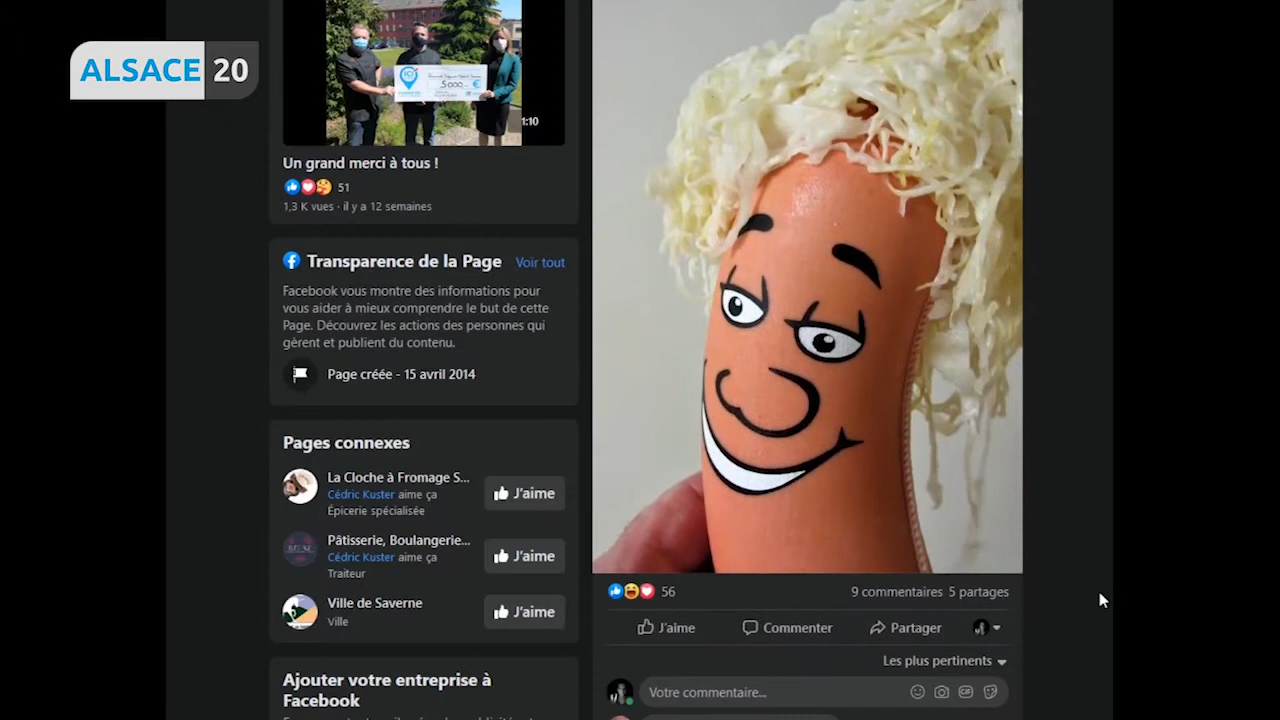 ALSACE 20
5000 €
1:10
Un grand merci à tous !
51
1,3 K vues · il y a 12 semaines
Transparence de la Page
Voir tout
Facebook vous montre des informations pour
vous aider à mieux comprendre le but de cette
Page. Découvrez les actions des personnes qui
gèrent et publient du contenu.
Page créée - 15 avril 2014
Pages connexes
La Cloche à Fromage S...
Cédric Kuster aime ça
Épicerie spécialisée
J’aime
Pâtisserie, Boulangerie...
Cédric Kuster aime ça
Traiteur
J’aime
Ville de Saverne
Ville
J’aime
Ajouter votre entreprise à
Facebook
56
9 commentaires 5 partages
J’aime
Commenter
Partager
Les plus pertinents
Votre commentaire...
GIF